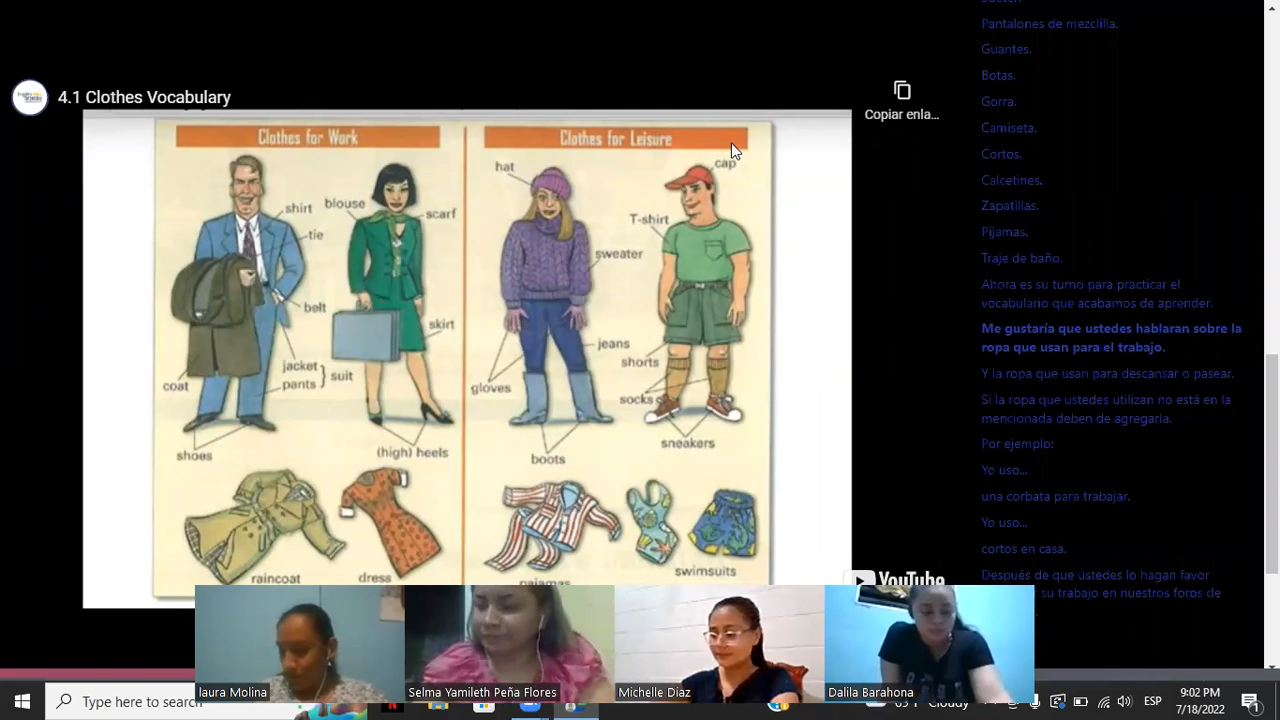 4.1 Clothes Vocabulary
Copiar enla...
Clothes for Work
Clothes for Leisure
shirt
blouse
scarf
tie
belt
skirt
jacket
pants
suit
coat
shoes
(high) heels
raincoat
dress
hat
cap
T-shirt
sweater
jeans
shorts
gloves
socks
boots
sneakers
pajamas
swimsuits
YouTube
Pantalones de mezclilla.
Guantes.
Botas.
Gorra.
Camiseta.
Cortos.
Calcetines.
Zapatillas.
Pijamas.
Traje de baño.
Ahora es su turno para practicar el
vocabulario que acabamos de aprender.
Me gustaría que ustedes hablaran sobre la
ropa que usan para el trabajo.
Y la ropa que usan para descansar o pasear.
Si la ropa que ustedes utilizan no está en la
mencionada deben de agregarla.
Por ejemplo:
Yo uso...
una corbata para trabajar.
Yo uso...
cortos en casa.
Después de que ustedes lo hagan favor
su trabajo en nuestros foros de
laura Molina
Selma Yamileth Peña Flores
Michelle Diaz
Dalila Barahona
Type here to search
Cloudy
ESP
9:02 PM
7/18/2022